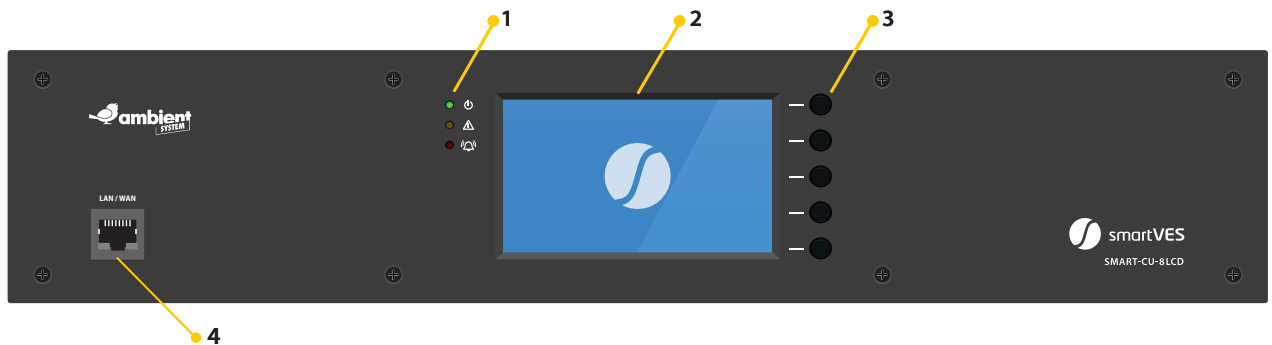 1
2
3
ambient
SYSTEM
LAN / WAN
smartVES
SMART-CU-8LCD
4